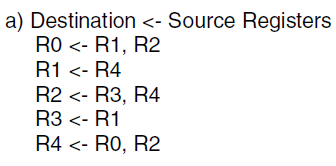 a) Destination <- Source Registers
R0 <- R1, R2
R1 <- R4
R2 <- R3, R4
R3 <- R1
R4 <- R0, R2